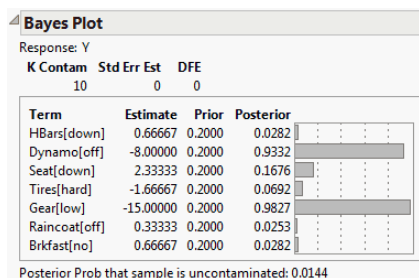 Bayes Plot
Response: Y
K Contam Std Err Est DFE
10 0 0
Term Estimate Prior Posterior
HBars[down] 0.66667 0.2000 0.0282
Dynamo[off] -8.00000 0.2000 0.9332
Seat[down] 2.33333 0.2000 0.1676
Tires[hard] -1.66667 0.2000 0.0692
Gear[low] -15.00000 0.2000 0.9827
Raincoat[off] 0.33333 0.2000 0.0253
Brkfast[no] 0.66667 0.2000 0.0282
Posterior Prob that sample is uncontaminated: 0.0144